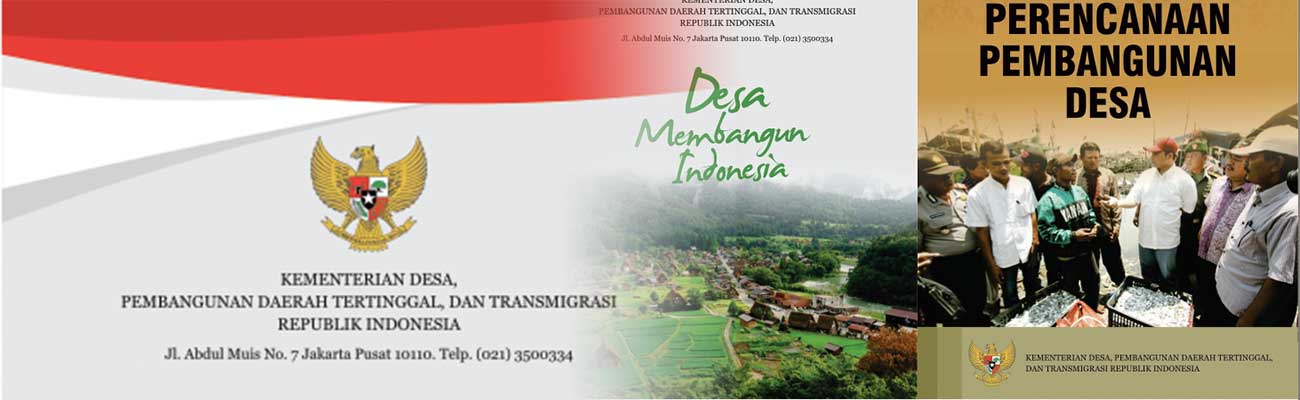 KEMENTERIAN DESA,
PEMBANGUNAN DAERAH TERTINGGAL, DAN TRANSMIGRASI
REPUBLIK INDONESIA
Jl. Abdul Muis No. 7 Jakarta Pusat 10110. Telp. (021) 3500334
KEMENTERIAN DESA,
PEMBANGUNAN DAERAH TERTINGGAL, DAN TRANSMIGRASI
REPUBLIK INDONESIA
Jl. Abdul Muis No. 7 Jakarta Pusat 10110. Telp. (021) 3500334
Desa
Membangun
Indonesia
PERENCANAAN
PEMBANGUNAN
DESA
KEMENTERIAN DESA, PEMBANGUNAN DAERAH TERTINGGAL,
DAN TRANSMIGRASI REPUBLIK INDONESIA